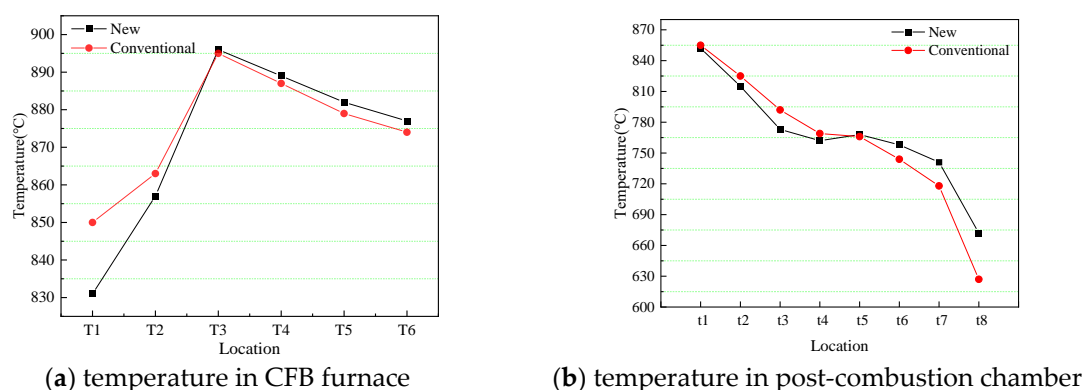 New
Conventional
900
890
880
870
860
850
840
830
Temperature(°C)
T1 T2 T3 T4 T5 T6
Location
(a) temperature in CFB furnace
New
Conventional
870
840
810
780
750
720
690
660
630
600
Temperature(°C)
t1 t2 t3 t4 t5 t6 t7 t8
Location
(b) temperature in post-combustion chamber